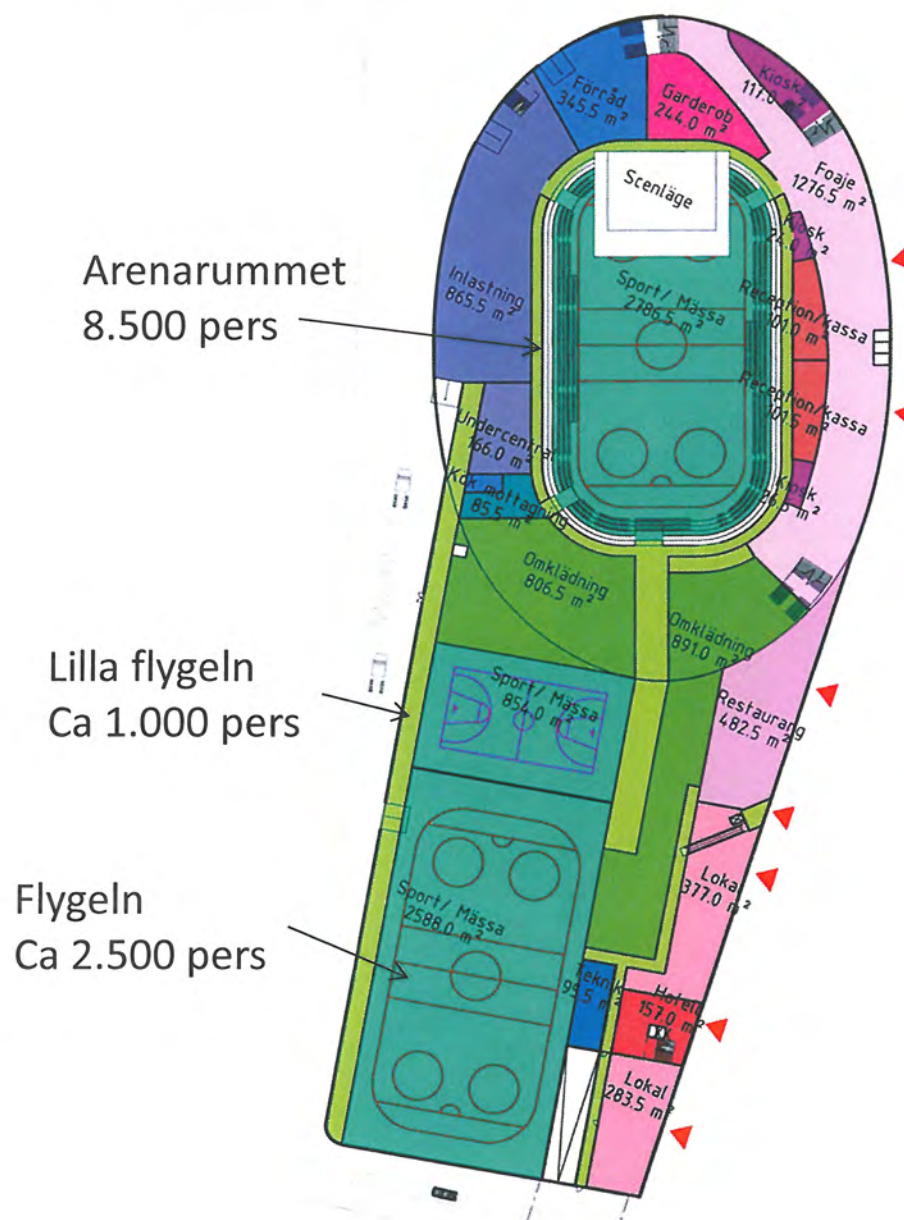 Förråd
345.5 m²
Garderob
244.0 m²
Kiosk
117.0
Foaje
1276.5 m²
Scenläge
Kiosk
24.0 m²
Arenarummet
8.500 pers
Inlastning
865.5 m²
Sport/ Mässa
2786.5 m²
Reception/kassa
101.0 m²
Reception/kassa
101.5 m²
Undercentral
166.0 m²
Kiosk
m²
Kök mottagning
85.5 m²
Omklädning
806.5 m²
Omklädning
891.0 m²
Lilla flygeln
Ca 1.000 pers
Sport/ Mässa
854.0 m²
Restaurang
482.5 m²
Flygeln
Ca 2.500 pers
Sport/ Mässa
2588.0 m²
Lokal
377.0 m²
Teknik
m²
Hotell
157.0 m²
Lokal
283.5 m²